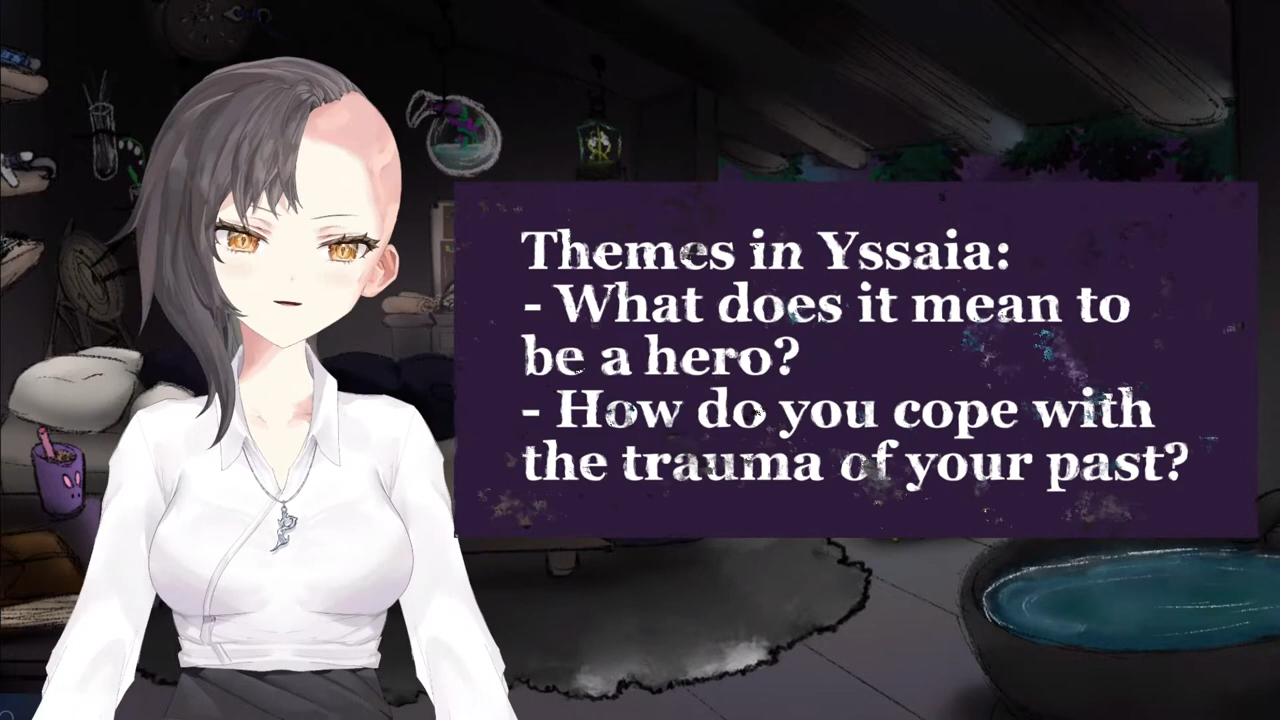 Themes in Yssaia:
- What does it mean to
be a hero?
- How do you cope with
the trauma of your past?